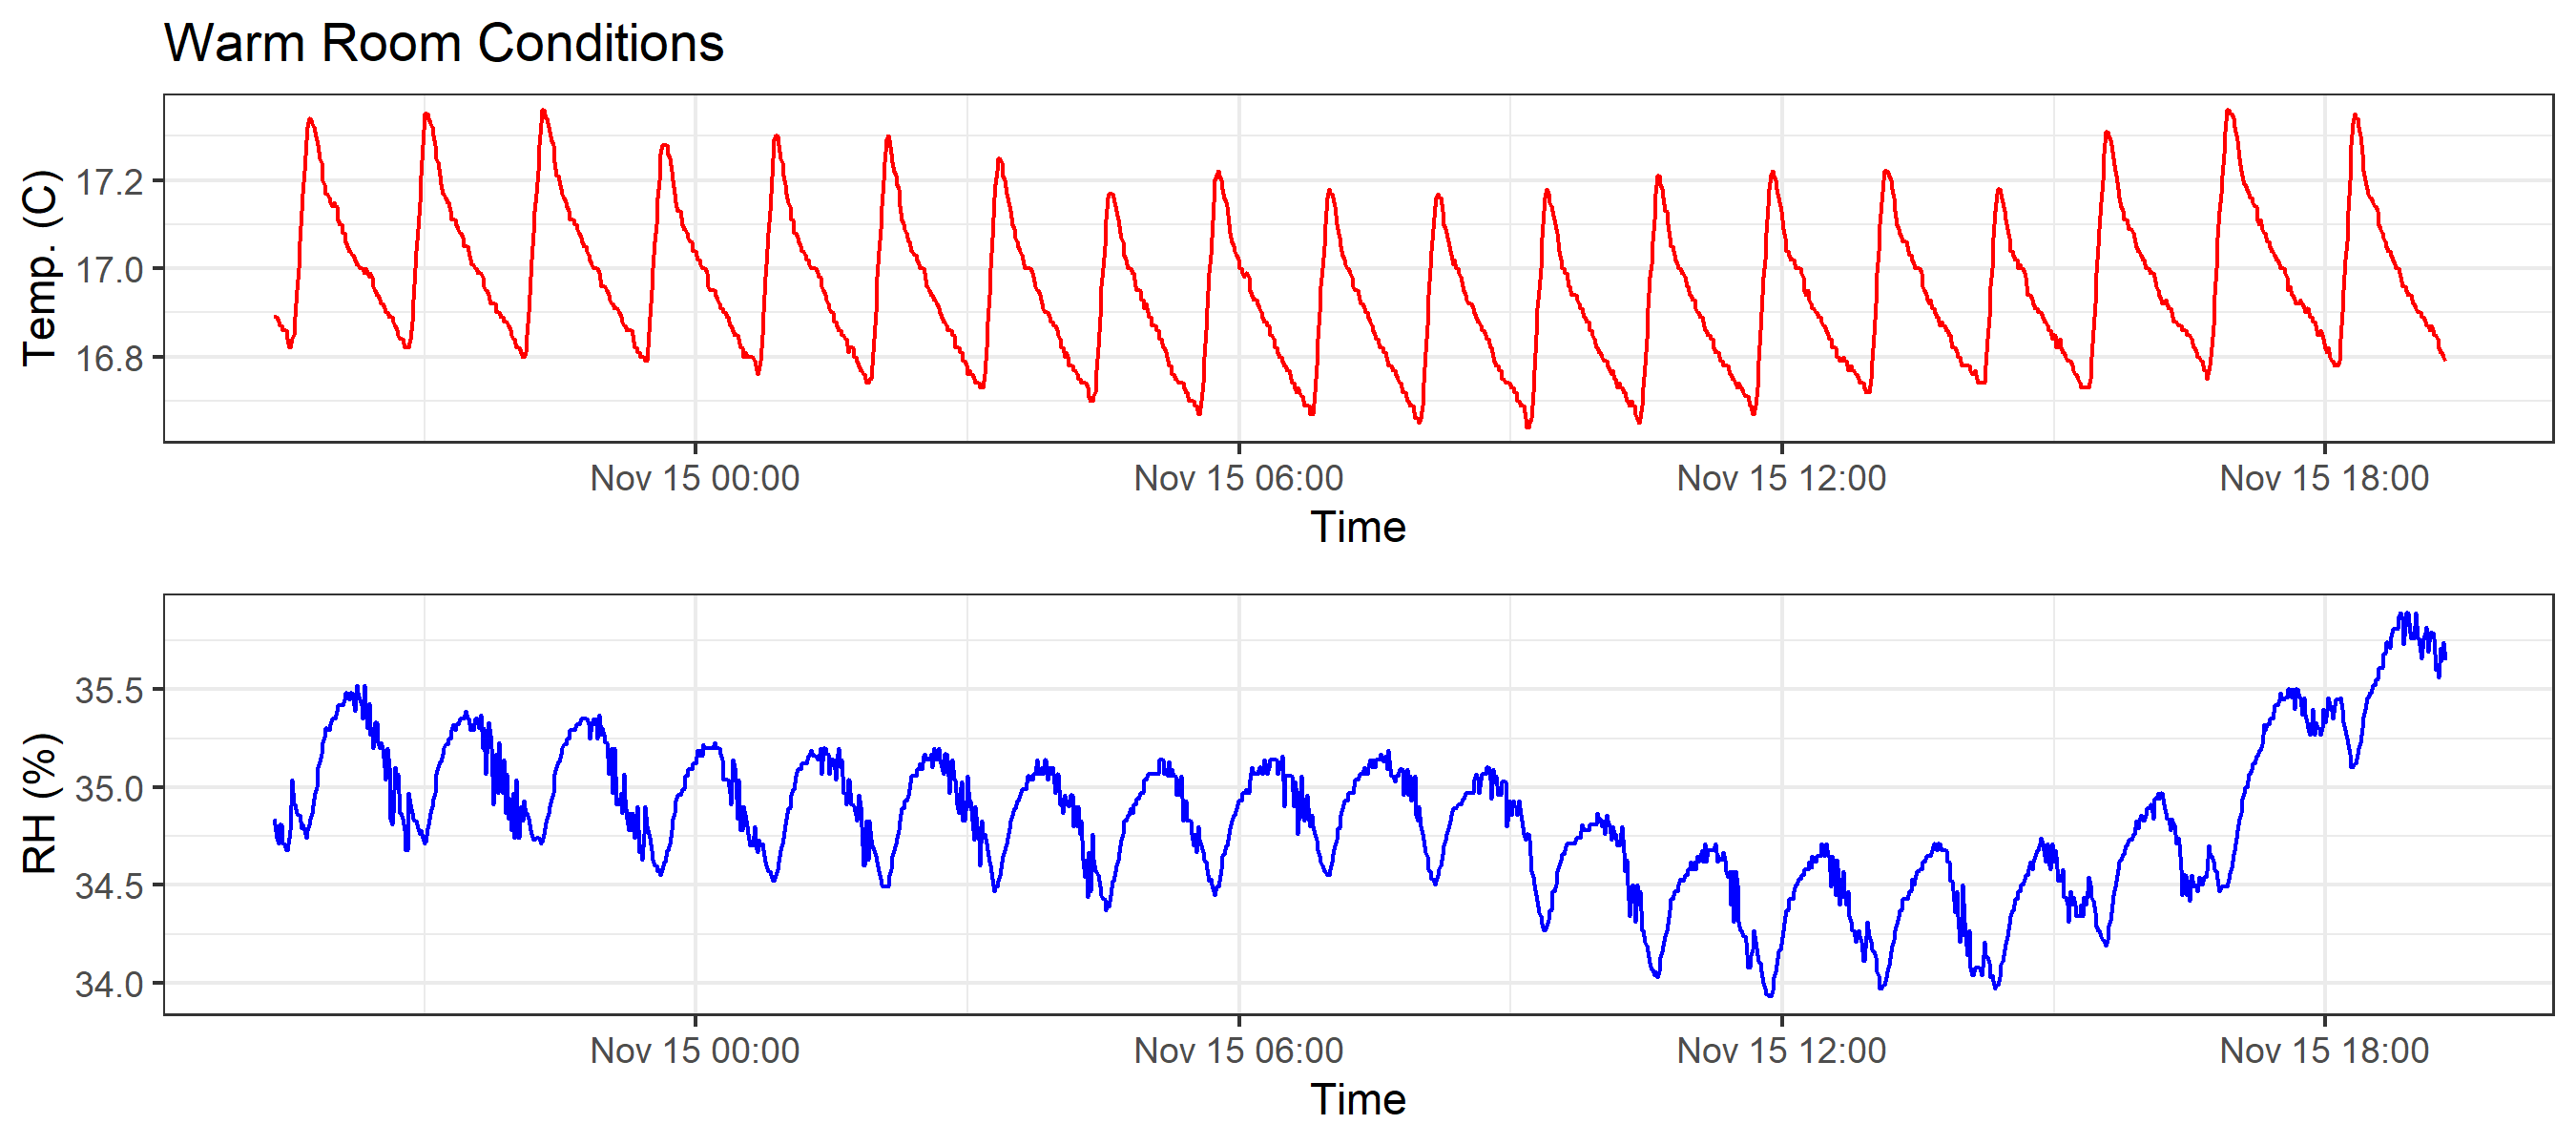 Warm Room Conditions
Temp. (C)
17.2
17.0
16.8
Nov 15 00:00 Nov 15 06:00 Nov 15 12:00 Nov 15 18:00
Time
RH (%)
35.5
35.0
34.5
34.0
Nov 15 00:00 Nov 15 06:00 Nov 15 12:00 Nov 15 18:00
Time